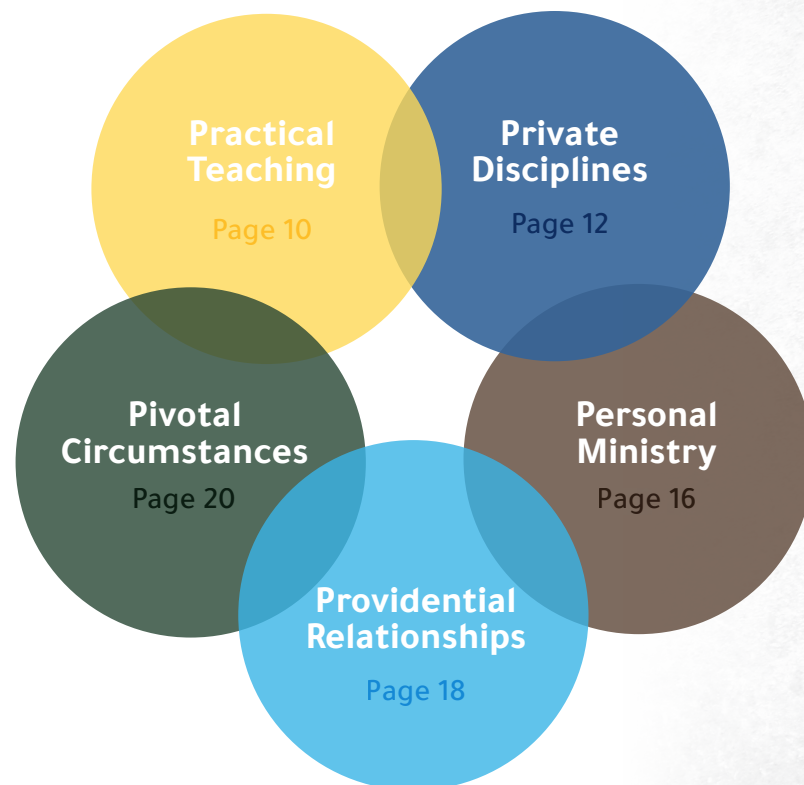 Practical
Teaching
Page 10
Private
Disciplines
Page 12
Personal
Ministry
Page 16
Providential
Relationships
Page 18
Pivotal
Circumstances
Page 20